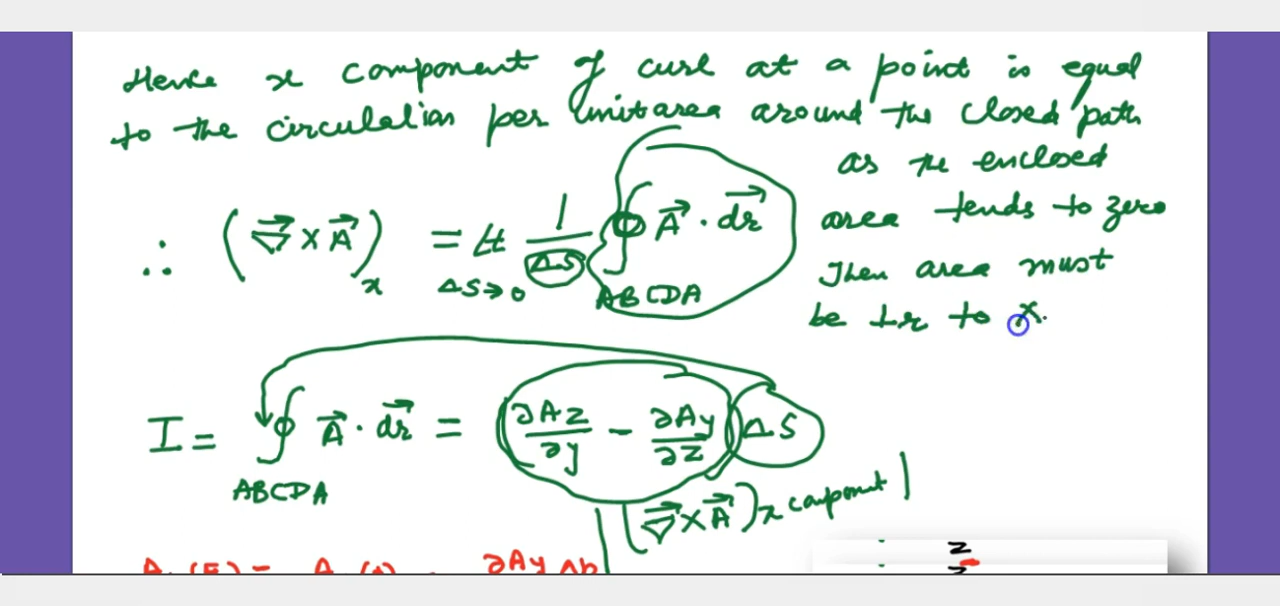 Hence x component of curl at a point is equal
to the circulation per unit area around the closed path
as the enclosed
area tends to zero
Then area must
be ⊥r to x.
∴ (∇⃗ × A⃗)x = Lt ΔS→0 1/ΔS ∮ABCDA A⃗ · dr⃗
I = ∮ABCDA A⃗ · dr⃗ = (∂Az/∂y − ∂Ay/∂z) ΔS
(∇⃗ × A⃗)x component
∂Ay Δb
z